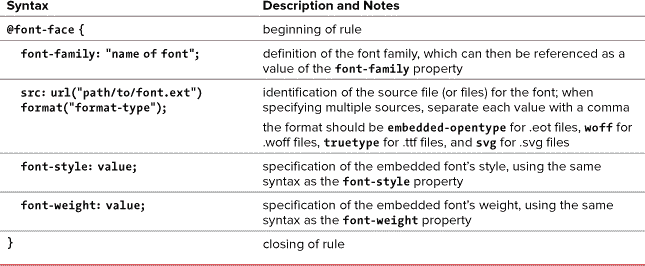 Syntax Description and Notes
@font-face { beginning of rule
font-family: "name of font"; definition of the font family, which can then be referenced as a
value of the font-family property
src: url("path/to/font.ext") identification of the source file (or files) for the font; when
format("format-type"); specifying multiple sources, separate each value with a comma
the format should be embedded-opentype for .eot files, woff for
.woff files, truetype for .ttf files, and svg for .svg files
font-style: value; specification of the embedded font's style, using the same
syntax as the font-style property
font-weight: value; specification of the embedded font's weight, using the same
syntax as the font-weight property
} closing of rule